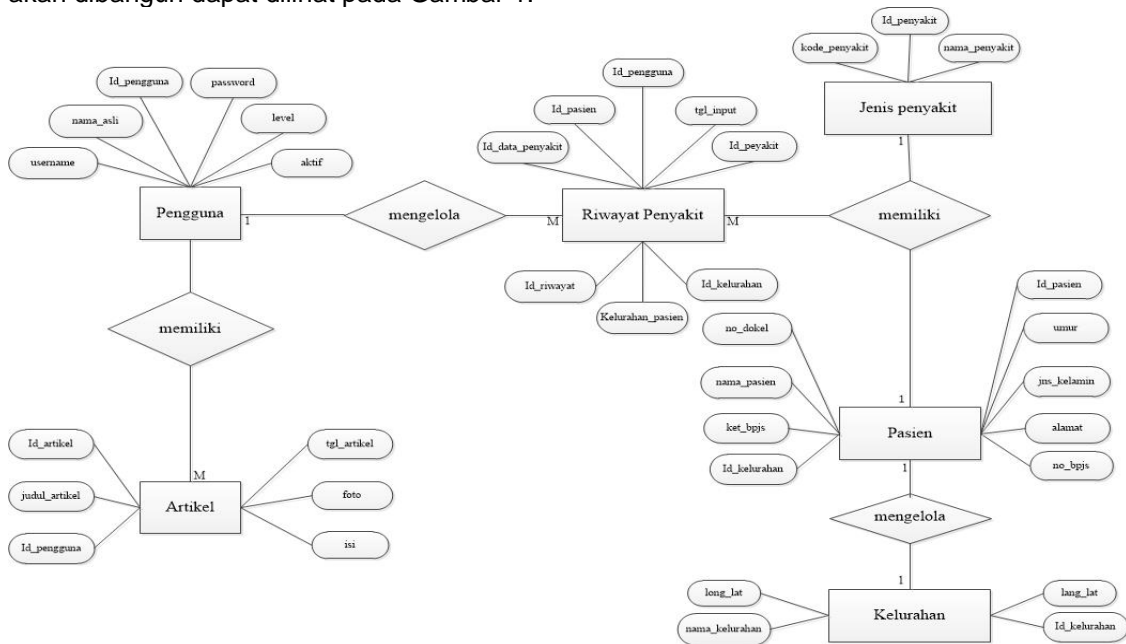 akan dibangun dapat dilihat pada Gambar 1.
Id_penyakit
kode_penyakit
nama_penyakit
Jenis penyakit
1
Id_pengguna
password
nama_asli
level
username
aktif
Pengguna
1
mengelola
Id_pengguna
Id_pasien
tgl_input
Id_data_penyakit
Id_peyakit
M
Riwayat Penyakit
M
memiliki
Id_riwayat
Id_kelurahan
Kelurahan_pasien
memiliki
M
Id_artikel
tgl_artikel
judul_artikel
foto
Id_pengguna
isi
Artikel
no_dokel
Id_pasien
umur
nama_pasien
jns_kelamin
ket_bpjs
alamat
Id_kelurahan
no_bpjs
1
Pasien
1
mengelola
1
long_lat
lang_lat
nama_kelurahan
Id_kelurahan
Kelurahan